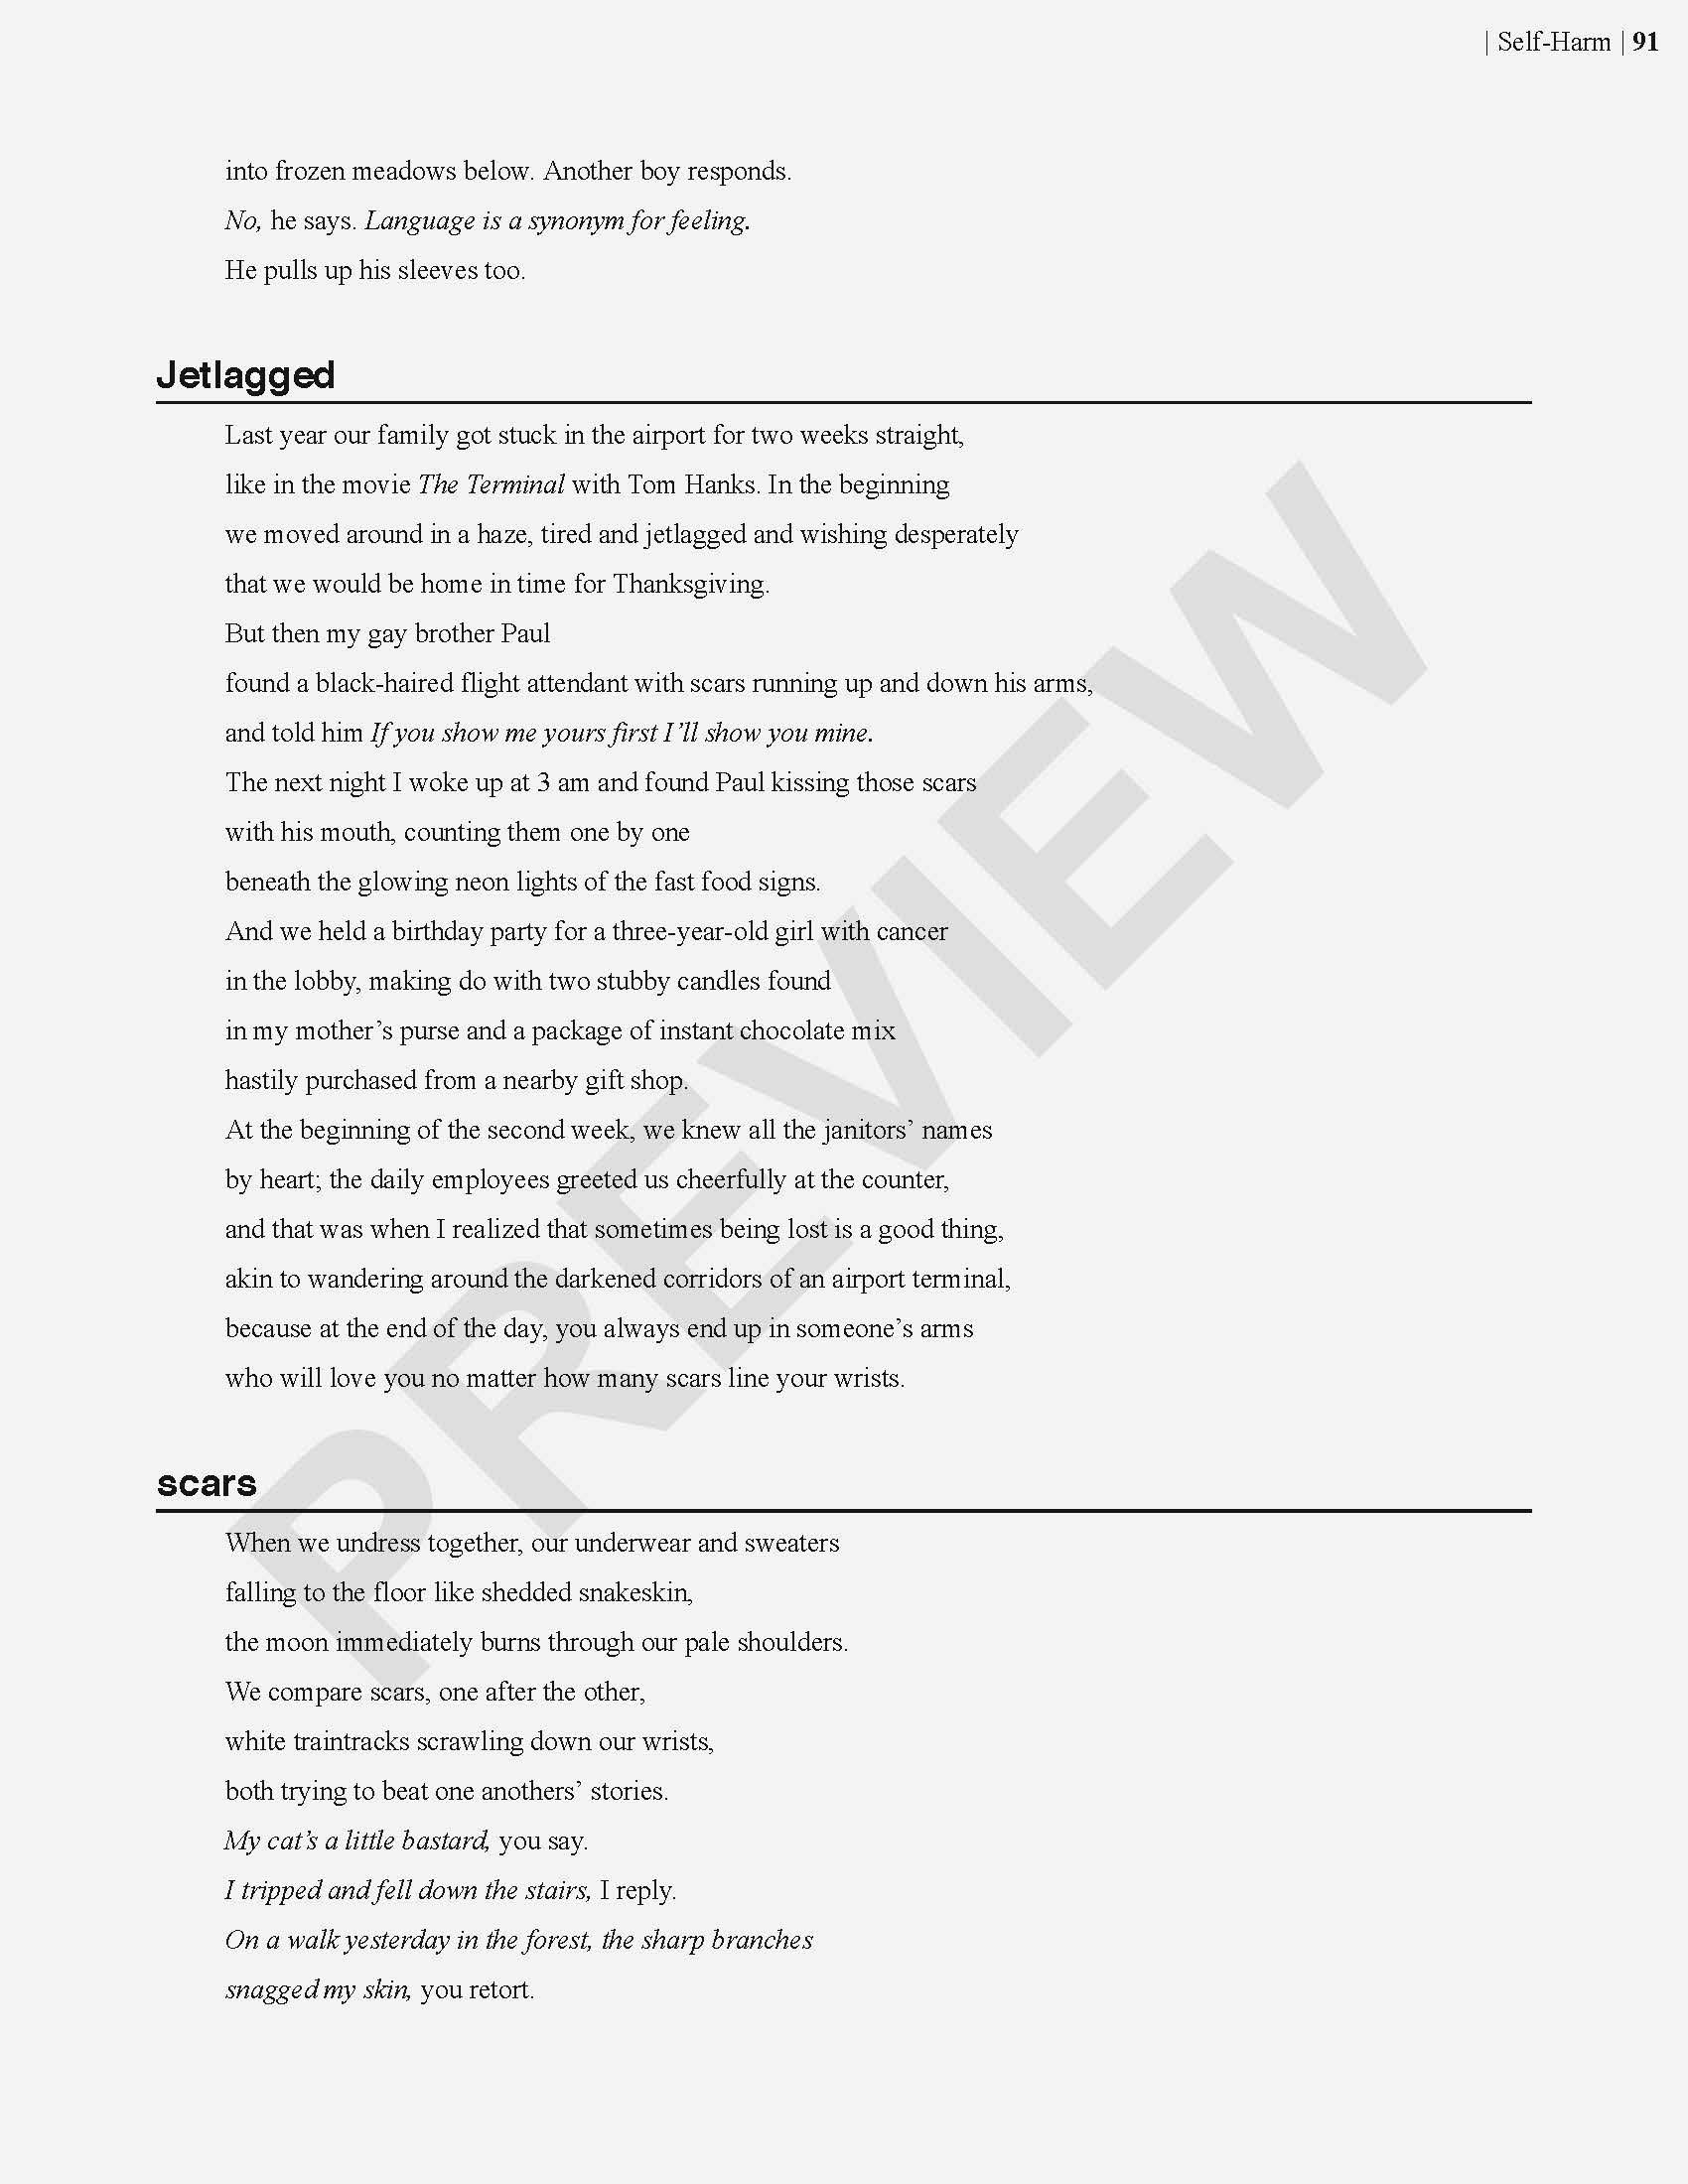 | Self-Harm | 91
into frozen meadows below. Another boy responds.
No, he says. Language is a synonym for feeling.
He pulls up his sleeves too.
Jetlagged
Last year our family got stuck in the airport for two weeks straight,
like in the movie The Terminal with Tom Hanks. In the beginning
we moved around in a haze, tired and jetlagged and wishing desperately
that we would be home in time for Thanksgiving.
But then my gay brother Paul
found a black-haired flight attendant with scars running up and down his arms,
and told him If you show me yours first I’ll show you mine.
The next night I woke up at 3 am and found Paul kissing those scars
with his mouth, counting them one by one
beneath the glowing neon lights of the fast food signs.
And we held a birthday party for a three-year-old girl with cancer
in the lobby, making do with two stubby candles found
in my mother’s purse and a package of instant chocolate mix
hastily purchased from a nearby gift shop.
At the beginning of the second week, we knew all the janitors’ names
by heart; the daily employees greeted us cheerfully at the counter,
and that was when I realized that sometimes being lost is a good thing,
akin to wandering around the darkened corridors of an airport terminal,
because at the end of the day, you always end up in someone’s arms
who will love you no matter how many scars line your wrists.
scars
When we undress together, our underwear and sweaters
falling to the floor like shedded snakeskin,
the moon immediately burns through our pale shoulders.
We compare scars, one after the other,
white traintracks scrawling down our wrists,
both trying to beat one anothers’ stories.
My cat’s a little bastard, you say.
I tripped and fell down the stairs, I reply.
On a walk yesterday in the forest, the sharp branches
snagged my skin, you retort.
PREVIEW